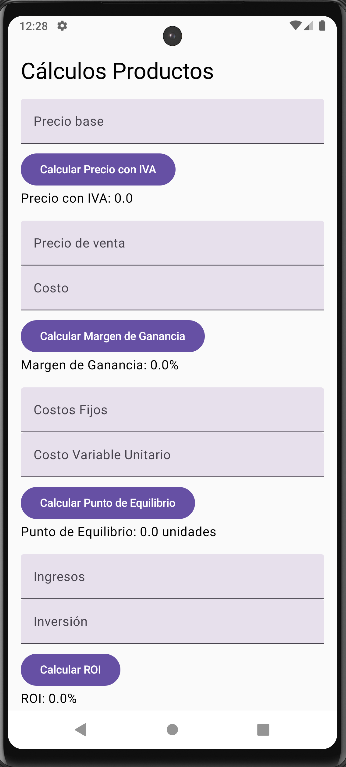 12:28
Cálculos Productos
Precio base
Calcular Precio con IVA
Precio con IVA: 0.0
Precio de venta
Costo
Calcular Margen de Ganancia
Margen de Ganancia: 0.0%
Costos Fijos
Costo Variable Unitario
Calcular Punto de Equilibrio
Punto de Equilibrio: 0.0 unidades
Ingresos
Inversión
Calcular ROI
ROI: 0.0%